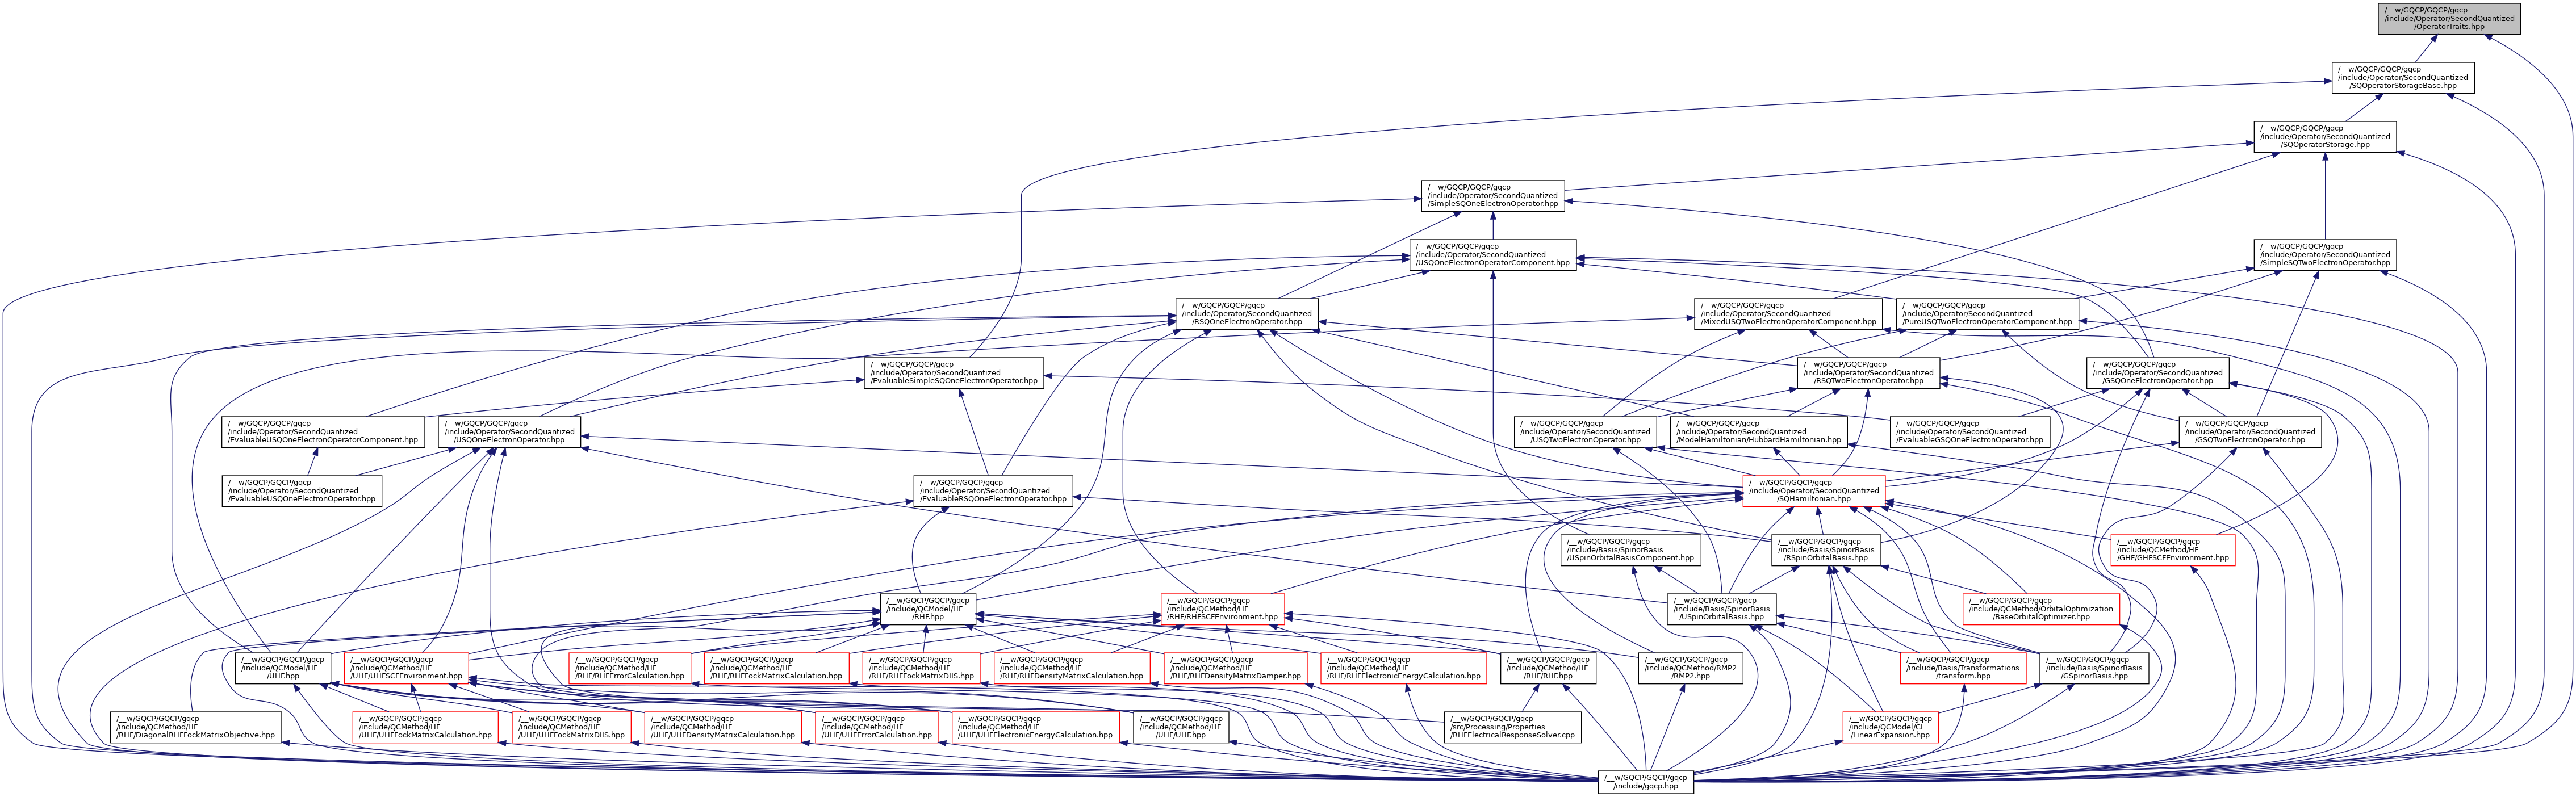 /__w/GQCP/GQCP/gqcp
/include/Operator/SecondQuantized
/OperatorTraits.hpp
/__w/GQCP/GQCP/gqcp
/include/Operator/SecondQuantized
/SQOperatorStorageBase.hpp
/__w/GQCP/GQCP/gqcp
/include/Operator/SecondQuantized
/SQOperatorStorage.hpp
/__w/GQCP/GQCP/gqcp
/include/Operator/SecondQuantized
/SimpleSQOneElectronOperator.hpp
/__w/GQCP/GQCP/gqcp
/include/Operator/SecondQuantized
/USQOneElectronOperatorComponent.hpp
/__w/GQCP/GQCP/gqcp
/include/Operator/SecondQuantized
/SimpleSQTwoElectronOperator.hpp
/__w/GQCP/GQCP/gqcp
/include/Operator/SecondQuantized
/RSQOneElectronOperator.hpp
/__w/GQCP/GQCP/gqcp
/include/Operator/SecondQuantized
/MixedUSQTwoElectronOperatorComponent.hpp
/__w/GQCP/GQCP/gqcp
/include/Operator/SecondQuantized
/PureUSQTwoElectronOperatorComponent.hpp
/__w/GQCP/GQCP/gqcp
/include/Operator/SecondQuantized
/EvaluableSimpleSQOneElectronOperator.hpp
/__w/GQCP/GQCP/gqcp
/include/Operator/SecondQuantized
/RSQTwoElectronOperator.hpp
/__w/GQCP/GQCP/gqcp
/include/Operator/SecondQuantized
/GSQOneElectronOperator.hpp
/__w/GQCP/GQCP/gqcp
/include/Operator/SecondQuantized
/EvaluableUSQOneElectronOperatorComponent.hpp
/__w/GQCP/GQCP/gqcp
/include/Operator/SecondQuantized
/USQOneElectronOperator.hpp
/__w/GQCP/GQCP/gqcp
/include/Operator/SecondQuantized
/USQTwoElectronOperator.hpp
/__w/GQCP/GQCP/gqcp
/include/Operator/SecondQuantized
/ModelHamiltonian/HubbardHamiltonian.hpp
/__w/GQCP/GQCP/gqcp
/include/Operator/SecondQuantized
/EvaluableGSQOneElectronOperator.hpp
/__w/GQCP/GQCP/gqcp
/include/Operator/SecondQuantized
/GSQTwoElectronOperator.hpp
/__w/GQCP/GQCP/gqcp
/include/Operator/SecondQuantized
/EvaluableUSQOneElectronOperator.hpp
/__w/GQCP/GQCP/gqcp
/include/Operator/SecondQuantized
/EvaluableRSQOneElectronOperator.hpp
/__w/GQCP/GQCP/gqcp
/include/Operator/SecondQuantized
/SQHamiltonian.hpp
/__w/GQCP/GQCP/gqcp
/include/Basis/SpinorBasis
/USpinOrbitalBasisComponent.hpp
/__w/GQCP/GQCP/gqcp
/include/Basis/SpinorBasis
/RSpinOrbitalBasis.hpp
/__w/GQCP/GQCP/gqcp
/include/QCMethod/HF
/GHF/GHFSCFEnvironment.hpp
/__w/GQCP/GQCP/gqcp
/include/QCModel/HF
/RHF.hpp
/__w/GQCP/GQCP/gqcp
/include/QCMethod/HF
/RHF/RHFSCFEnvironment.hpp
/__w/GQCP/GQCP/gqcp
/include/Basis/SpinorBasis
/USpinOrbitalBasis.hpp
/__w/GQCP/GQCP/gqcp
/include/QCMethod/OrbitalOptimization
/BaseOrbitalOptimizer.hpp
/__w/GQCP/GQCP/gqcp
/include/QCModel/HF
/UHF.hpp
/__w/GQCP/GQCP/gqcp
/include/QCMethod/HF
/UHF/UHFSCFEnvironment.hpp
/__w/GQCP/GQCP/gqcp
/include/QCMethod/HF
/RHF/RHFErrorCalculation.hpp
/__w/GQCP/GQCP/gqcp
/include/QCMethod/HF
/RHF/RHFFockMatrixCalculation.hpp
/__w/GQCP/GQCP/gqcp
/include/QCMethod/HF
/RHF/RHFFockMatrixDIIS.hpp
/__w/GQCP/GQCP/gqcp
/include/QCMethod/HF
/RHF/RHFDensityMatrixCalculation.hpp
/__w/GQCP/GQCP/gqcp
/include/QCMethod/HF
/RHF/RHFDensityMatrixDamper.hpp
/__w/GQCP/GQCP/gqcp
/include/QCMethod/HF
/RHF/RHFElectronicEnergyCalculation.hpp
/__w/GQCP/GQCP/gqcp
/include/QCMethod/HF
/RHF/RHF.hpp
/__w/GQCP/GQCP/gqcp
/include/QCMethod/RMP2
/RMP2.hpp
/__w/GQCP/GQCP/gqcp
/include/Basis/Transformations
/transform.hpp
/__w/GQCP/GQCP/gqcp
/include/Basis/SpinorBasis
/GSpinorBasis.hpp
/__w/GQCP/GQCP/gqcp
/include/QCMethod/HF
/RHF/DiagonalRHFFockMatrixObjective.hpp
/__w/GQCP/GQCP/gqcp
/include/QCMethod/HF
/UHF/UHFFockMatrixCalculation.hpp
/__w/GQCP/GQCP/gqcp
/include/QCMethod/HF
/UHF/UHFFockMatrixDIIS.hpp
/__w/GQCP/GQCP/gqcp
/include/QCMethod/HF
/UHF/UHFDensityMatrixCalculation.hpp
/__w/GQCP/GQCP/gqcp
/include/QCMethod/HF
/UHF/UHFErrorCalculation.hpp
/__w/GQCP/GQCP/gqcp
/include/QCMethod/HF
/UHF/UHFElectronicEnergyCalculation.hpp
/__w/GQCP/GQCP/gqcp
/include/QCMethod/HF
/UHF/UHF.hpp
/__w/GQCP/GQCP/gqcp
/src/Processing/Properties
/RHFElectricalResponseSolver.cpp
/__w/GQCP/GQCP/gqcp
/include/QCModel/CI
/LinearExpansion.hpp
/__w/GQCP/GQCP/gqcp
/include/gqcp.hpp